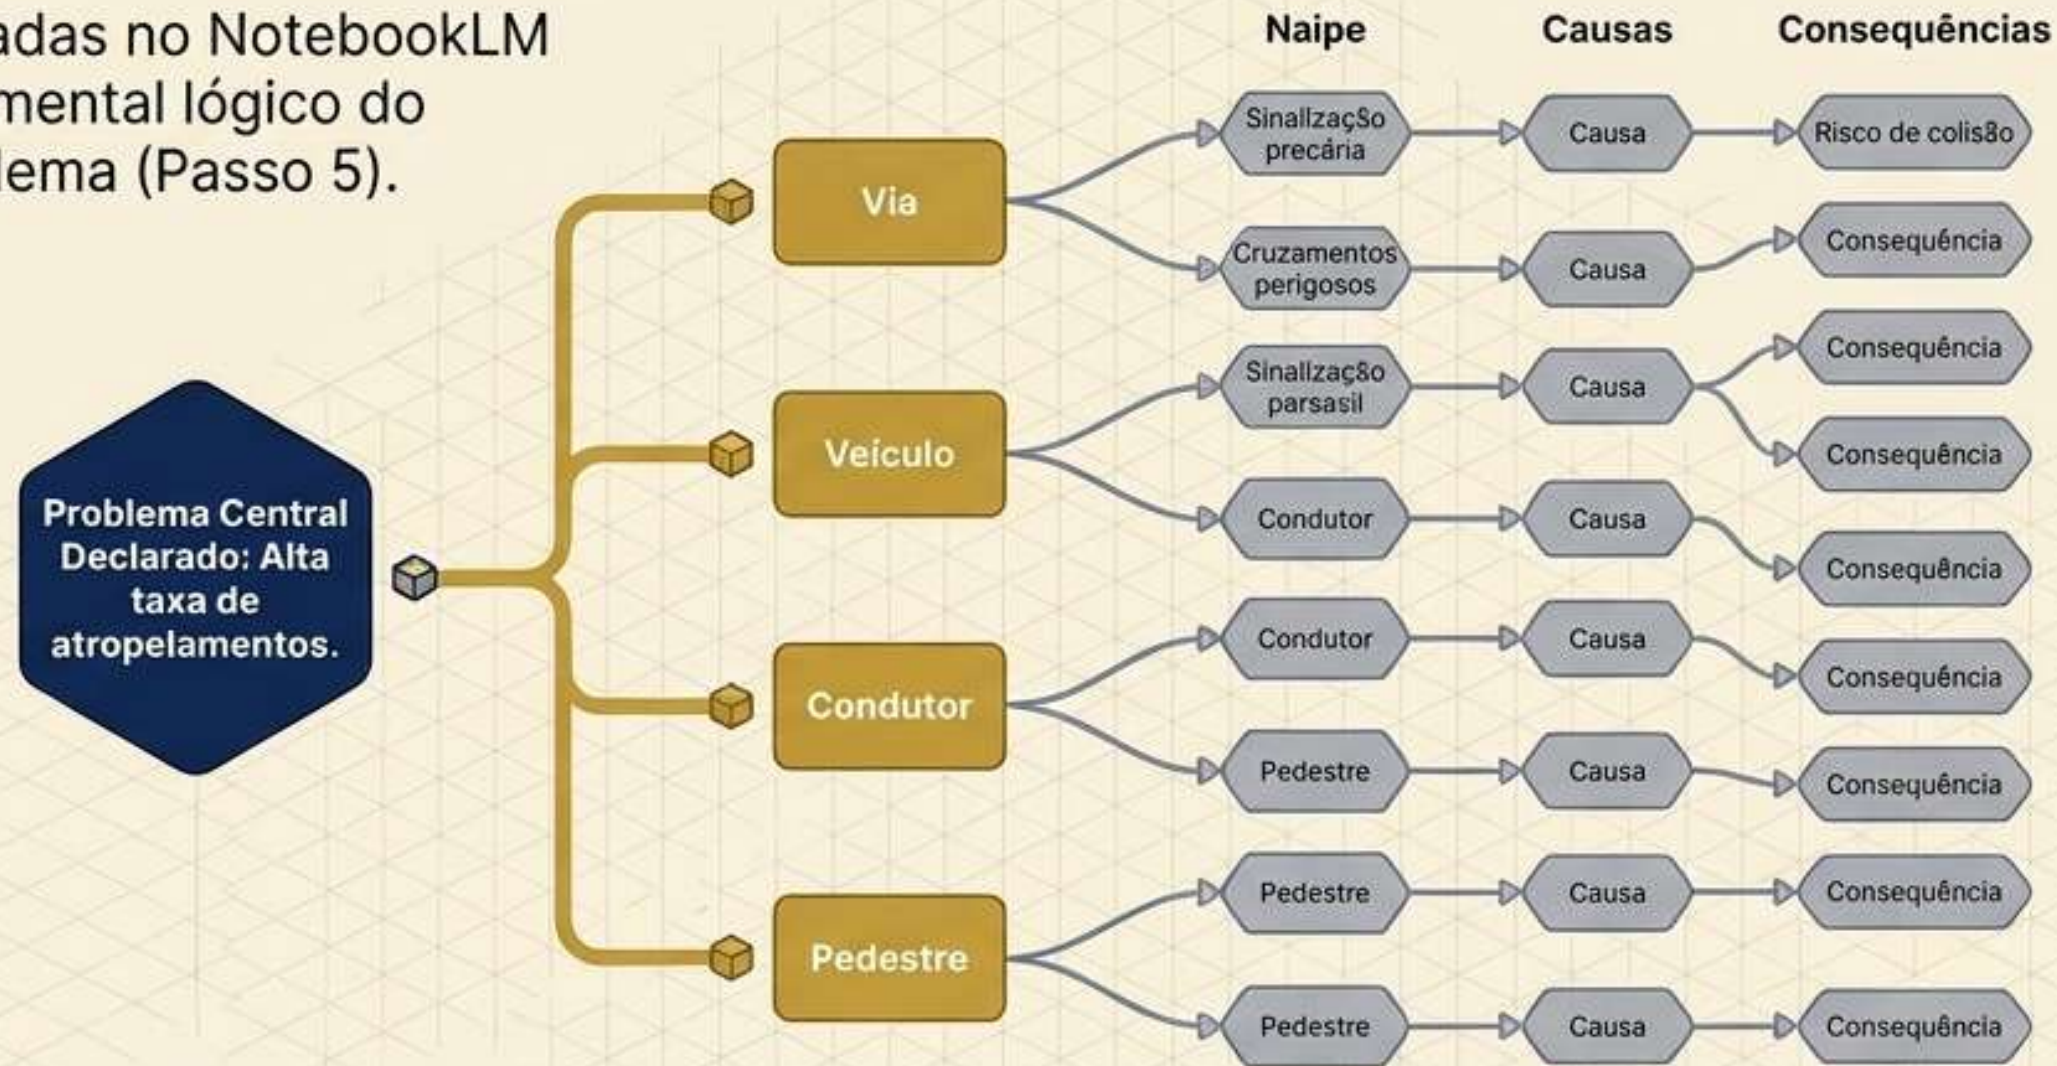 adas no NotebookLM
mental lógico do
lema (Passo 5).
Naipe
Causas
Consequências
Problema Central
Declarado: Alta
taxa de
atropelamentos.
Via
Sinalização
precária
Causa
Risco de colisão
Cruzamentos
perigosos
Causa
Consequência
Veículo
Sinalização
parsasil
Causa
Consequência
Consequência
Condutor
Causa
Consequência
Condutor
Condutor
Causa
Consequência
Pedestre
Causa
Consequência
Pedestre
Pedestre
Causa
Consequência
Pedestre
Causa
Consequência